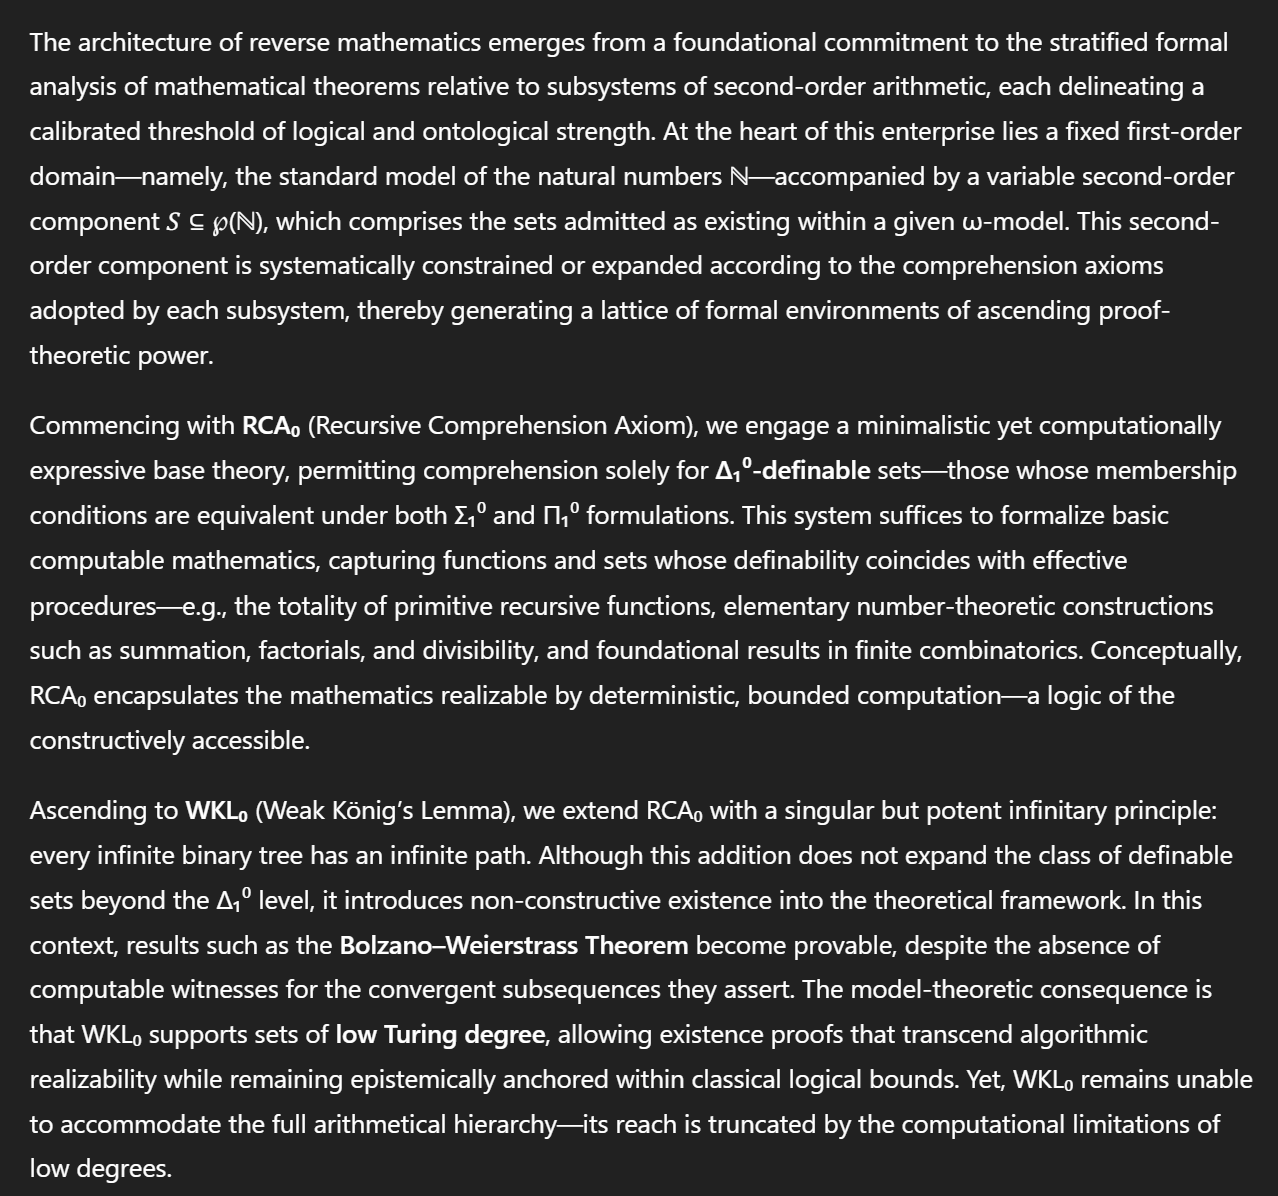 The architecture of reverse mathematics emerges from a foundational commitment to the stratified formal
analysis of mathematical theorems relative to subsystems of second-order arithmetic, each delineating a
calibrated threshold of logical and ontological strength. At the heart of this enterprise lies a fixed first-order
domain—namely, the standard model of the natural numbers ℕ—accompanied by a variable second-order
component S ⊆ ℘(ℕ), which comprises the sets admitted as existing within a given ω-model. This second-
order component is systematically constrained or expanded according to the comprehension axioms
adopted by each subsystem, thereby generating a lattice of formal environments of ascending proof-
theoretic power.
Commencing with RCA₀ (Recursive Comprehension Axiom), we engage a minimalistic yet computationally
expressive base theory, permitting comprehension solely for Δ₁⁰-definable sets—those whose membership
conditions are equivalent under both Σ₁⁰ and Π₁⁰ formulations. This system suffices to formalize basic
computable mathematics, capturing functions and sets whose definability coincides with effective
procedures—e.g., the totality of primitive recursive functions, elementary number-theoretic constructions
such as summation, factorials, and divisibility, and foundational results in finite combinatorics. Conceptually,
RCA₀ encapsulates the mathematics realizable by deterministic, bounded computation—a logic of the
constructively accessible.
Ascending to WKL₀ (Weak König’s Lemma), we extend RCA₀ with a singular but potent infinitary principle:
every infinite binary tree has an infinite path. Although this addition does not expand the class of definable
sets beyond the Δ₁⁰ level, it introduces non-constructive existence into the theoretical framework. In this
context, results such as the Bolzano–Weierstrass Theorem become provable, despite the absence of
computable witnesses for the convergent subsequences they assert. The model-theoretic consequence is
that WKL₀ supports sets of low Turing degree, allowing existence proofs that transcend algorithmic
realizability while remaining epistemically anchored within classical logical bounds. Yet, WKL₀ remains unable
to accommodate the full arithmetical hierarchy—its reach is truncated by the computational limitations of
low degrees.